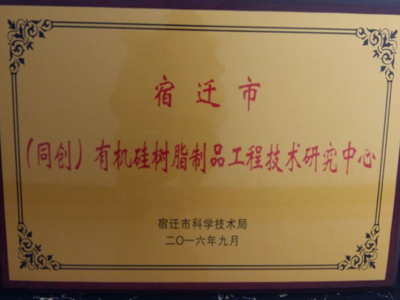 宿迁市
(同创)有机硅树脂制品工程技术研究中心
宿迁市科学技术局
二〇一六年九月